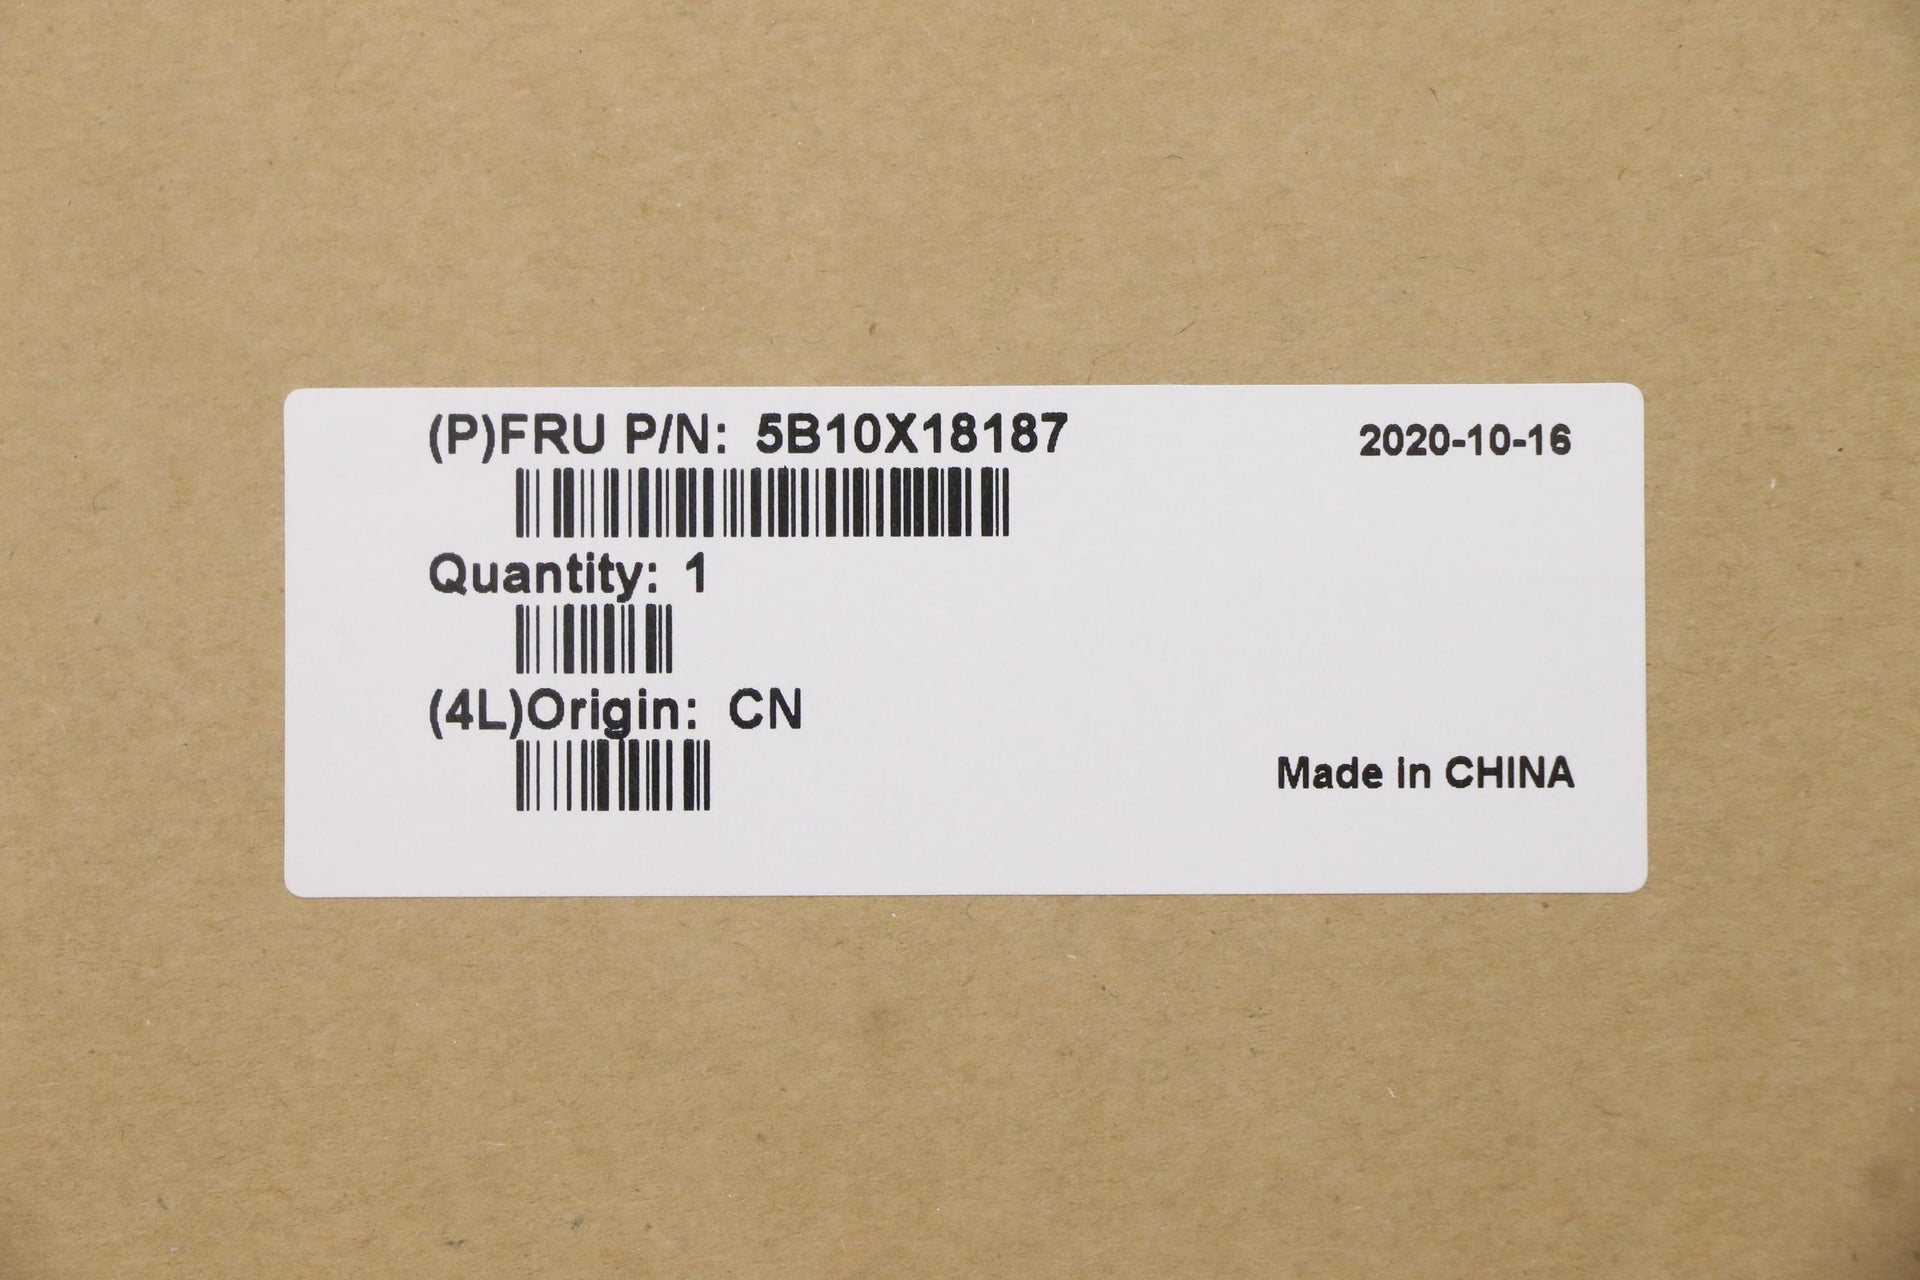 (P)FRU P/N: 5B10X18187
2020-10-16
Quantity: 1
(4L)Origin: CN
Made in CHINA